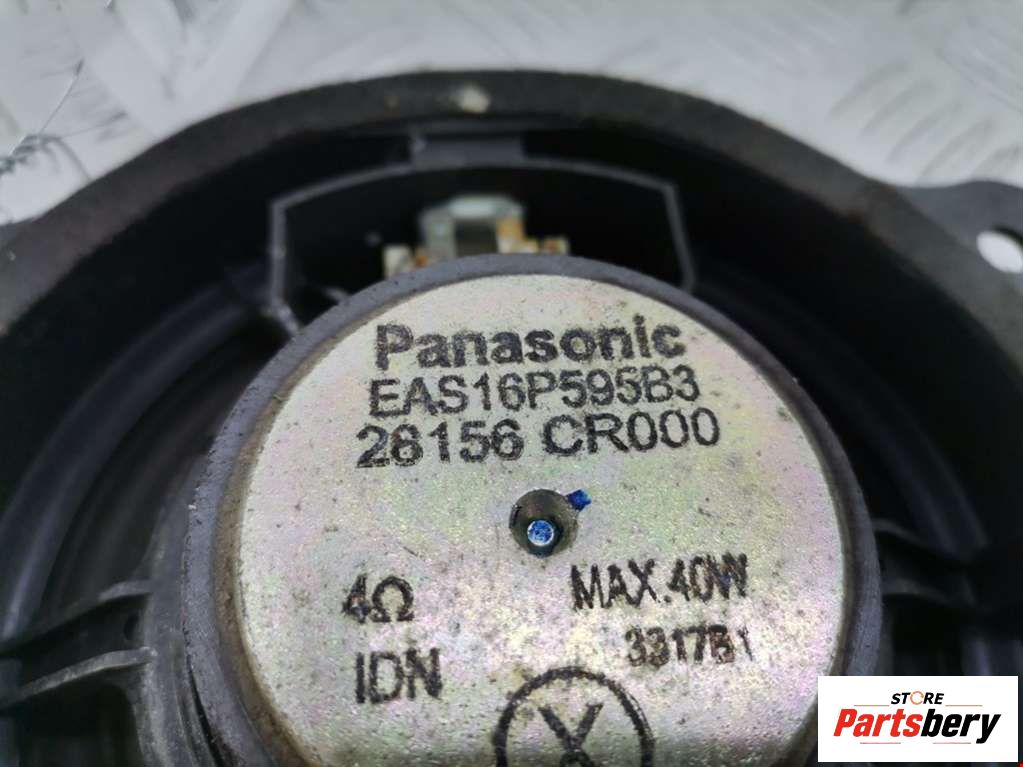 Panasonic
EAS16P595B3
28156 CR000
4Ω
MAX.40W
3317B1
IDN
X
STORE
Partsbery